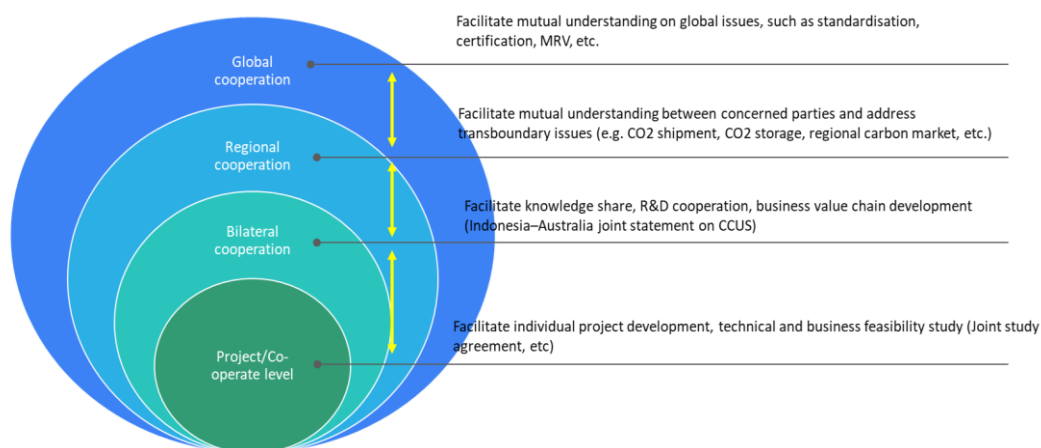 Facilitate mutual understanding on global issues, such as standardisation,
certification, MRV, etc.
Global
cooperation
Facilitate mutual understanding between concerned parties and address
transboundary issues (e.g. CO2 shipment, CO2 storage, regional carbon market, etc.)
Regional
cooperation
Facilitate knowledge share, R&D cooperation, business value chain development
(Indonesia–Australia joint statement on CCUS)
Bilateral
cooperation
Facilitate individual project development, technical and business feasibility study (Joint study
agreement, etc)
Project/Co-
operate level